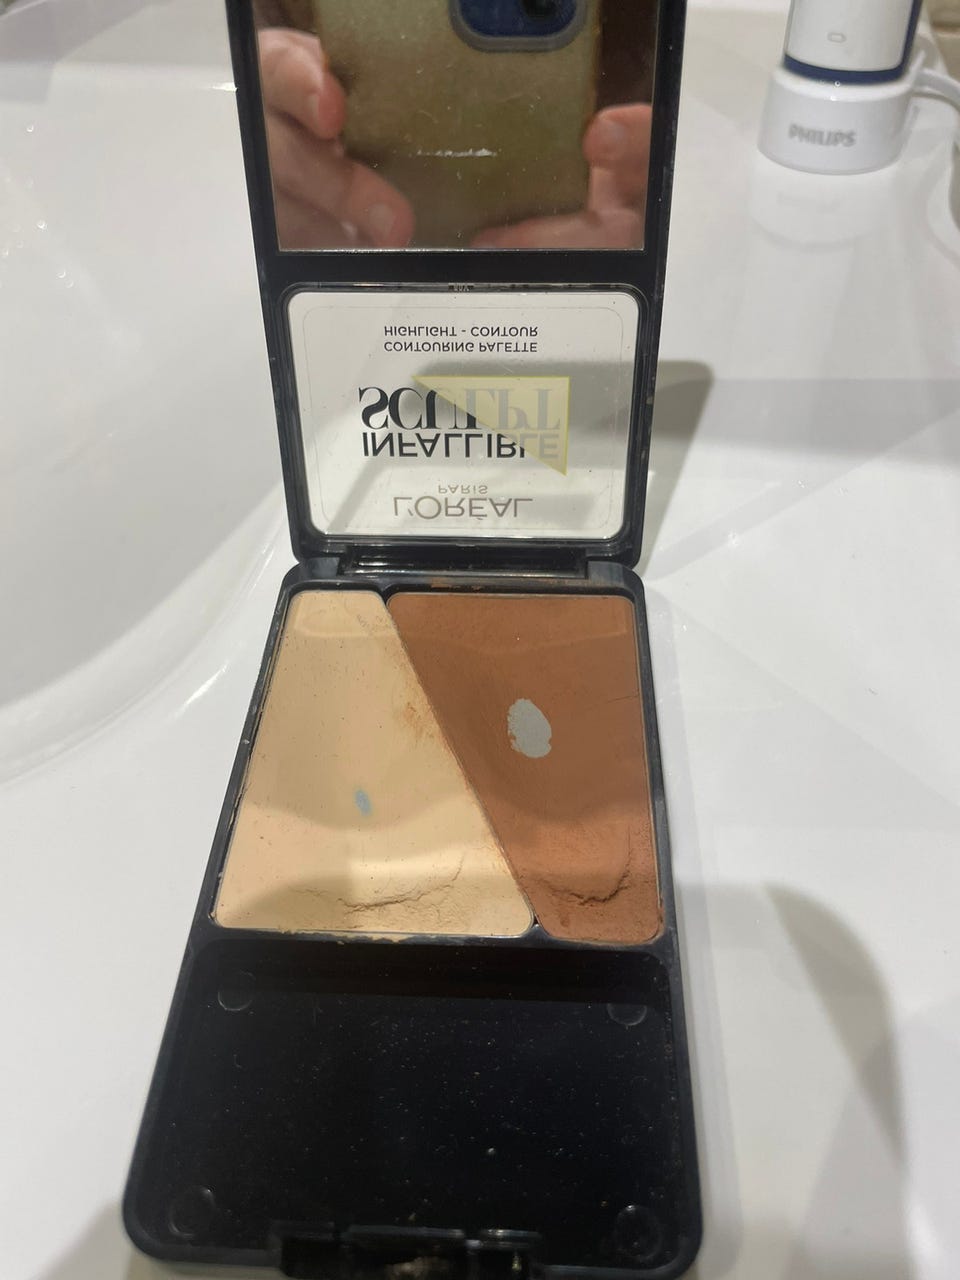 L'ORÉAL
PARIS
INFALLIBLE
SCULPT
CONTOURING PALETTE
HIGHLIGHT - CONTOUR
PHILIPS